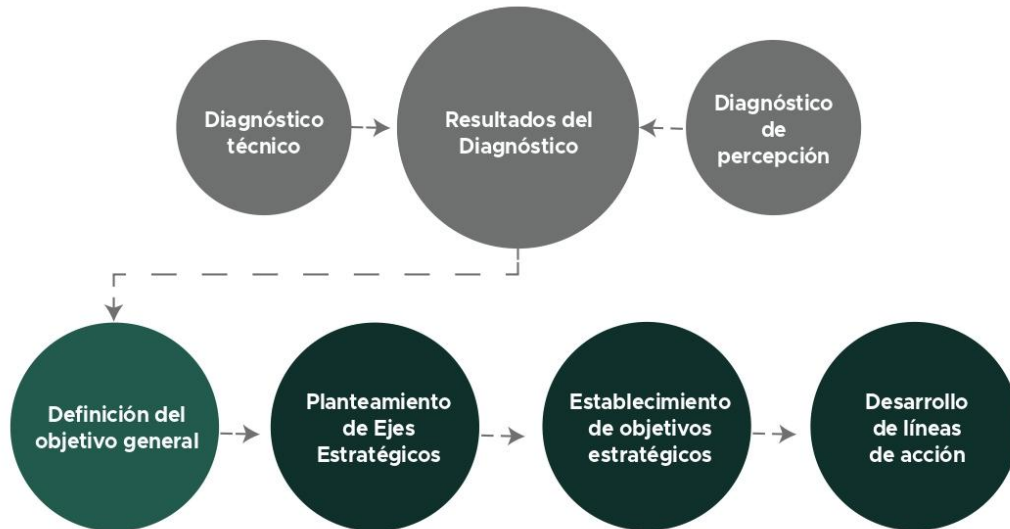 Diagnóstico
técnico
Resultados del
Diagnóstico
Diagnóstico
de
percepción
Definición del
objetivo general
Planteamiento
de Ejes
Estratégicos
Establecimiento
de objetivos
estratégicos
Desarrollo
de líneas
de acción